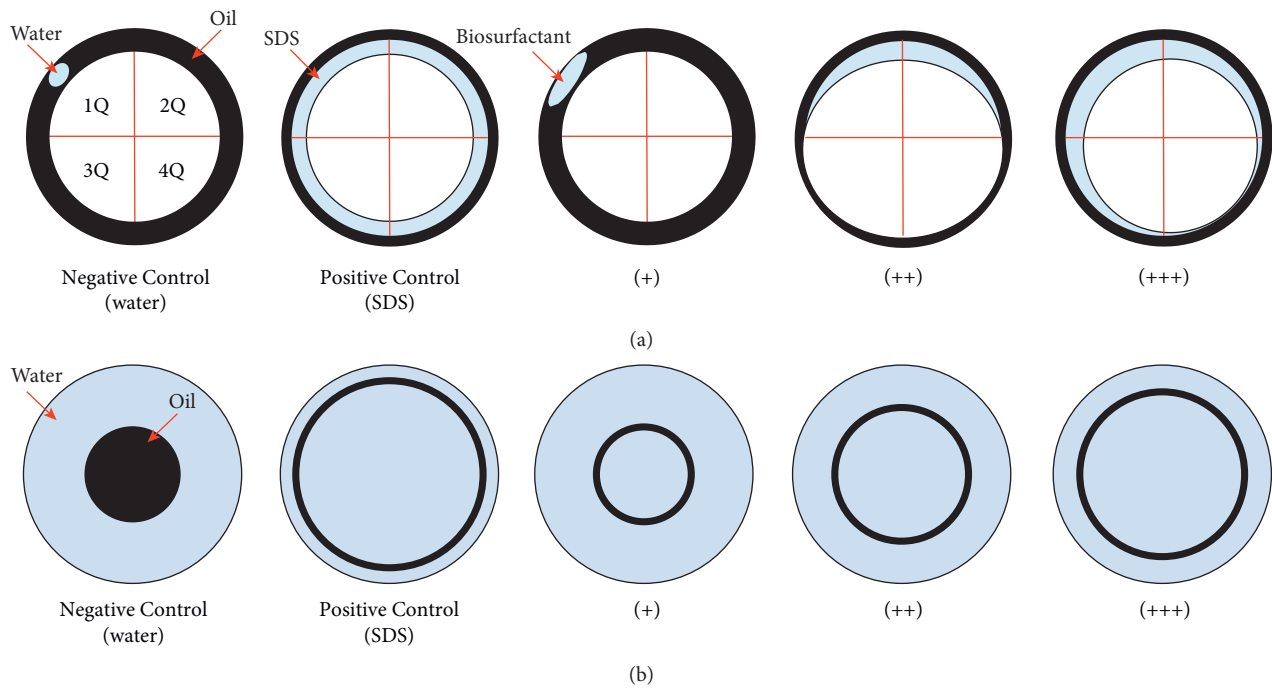 Water
Oil
1Q
2Q
3Q
4Q
Negative Control
(water)
SDS
Positive Control
(SDS)
Biosurfactant
(+)
(++)
(+++)
(a)
Water
Oil
Negative Control
(water)
Positive Control
(SDS)
(+)
(++)
(+++)
(b)